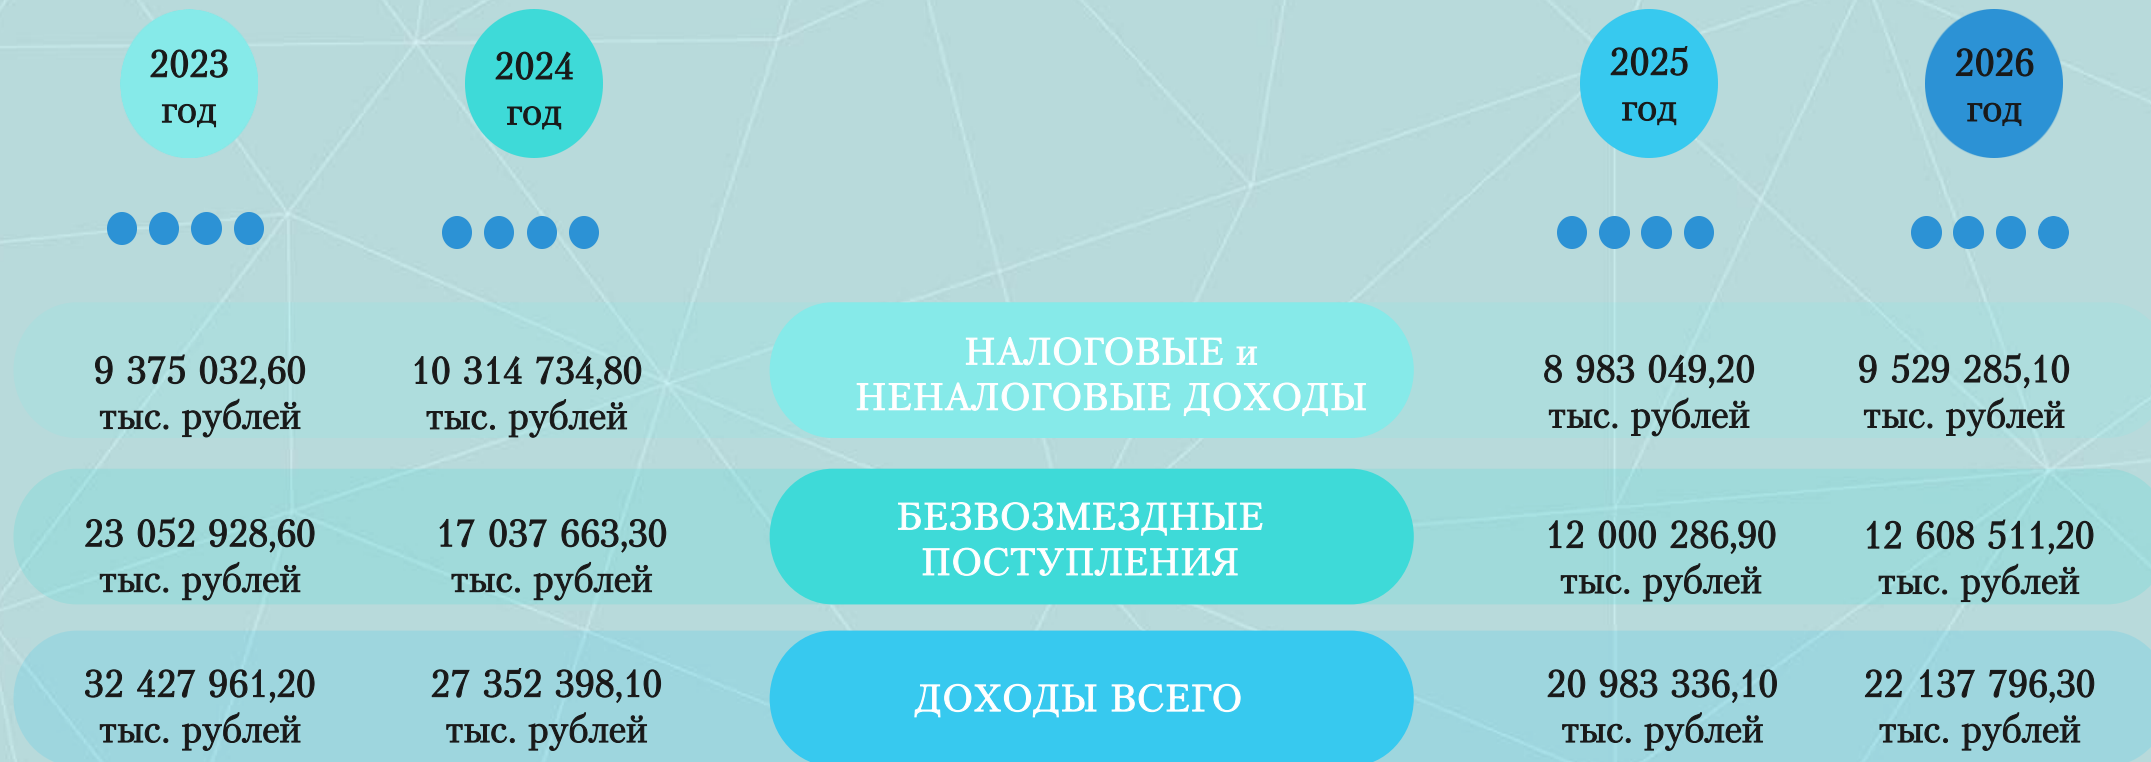 2023
год
2024
год
2025
год
2026
год
9 375 032,60
тыс. рублей
10 314 734,80
тыс. рублей
НАЛОГОВЫЕ и
НЕНАЛОГОВЫЕ ДОХОДЫ
8 983 049,20
тыс. рублей
9 529 285,10
тыс. рублей
23 052 928,60
тыс. рублей
17 037 663,30
тыс. рублей
БЕЗВОЗМЕЗДНЫЕ
ПОСТУПЛЕНИЯ
12 000 286,90
тыс. рублей
12 608 511,20
тыс. рублей
32 427 961,20
тыс. рублей
27 352 398,10
тыс. рублей
ДОХОДЫ ВСЕГО
20 983 336,10
тыс. рублей
22 137 796,30
тыс. рублей